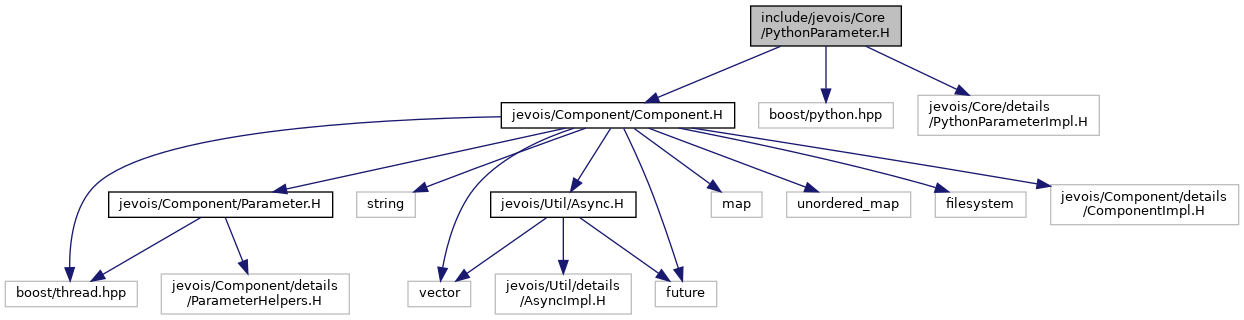 include/jevois/Core
/PythonParameter.H
jevois/Component/Component.H
boost/python.hpp
jevois/Core/details
/PythonParameterImpl.H
jevois/Component/Parameter.H
string
jevois/Util/Async.H
map
unordered_map
filesystem
jevois/Component/details
/ComponentImpl.H
boost/thread.hpp
jevois/Component/details
/ParameterHelpers.H
vector
jevois/Util/details
/AsyncImpl.H
future